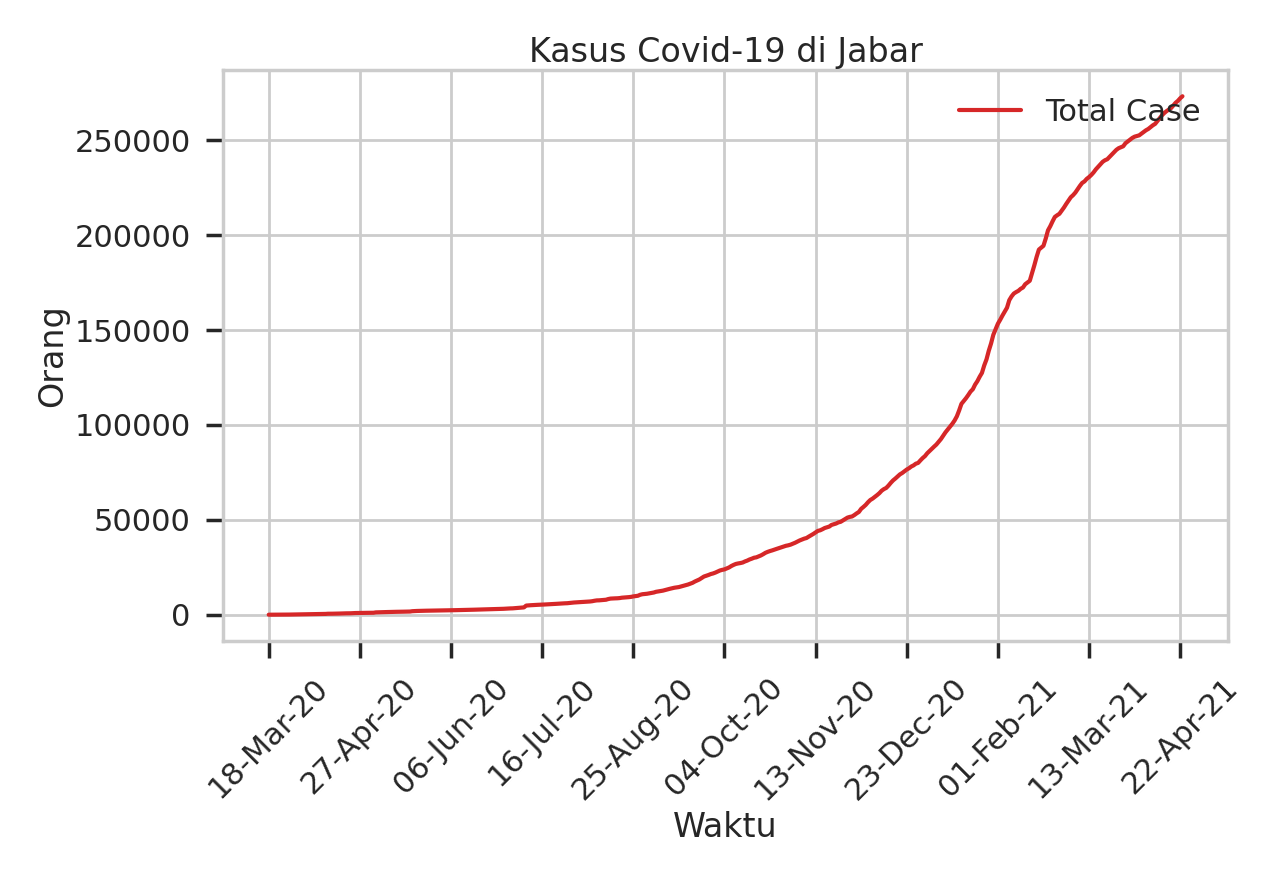 Kasus Covid-19 di Jabar
Total Case
Orang
250000
200000
150000
100000
50000
0
18-Mar-20
27-Apr-20
06-Jun-20
16-Jul-20
25-Aug-20
04-Oct-20
13-Nov-20
23-Dec-20
01-Feb-21
13-Mar-21
22-Apr-21
Waktu